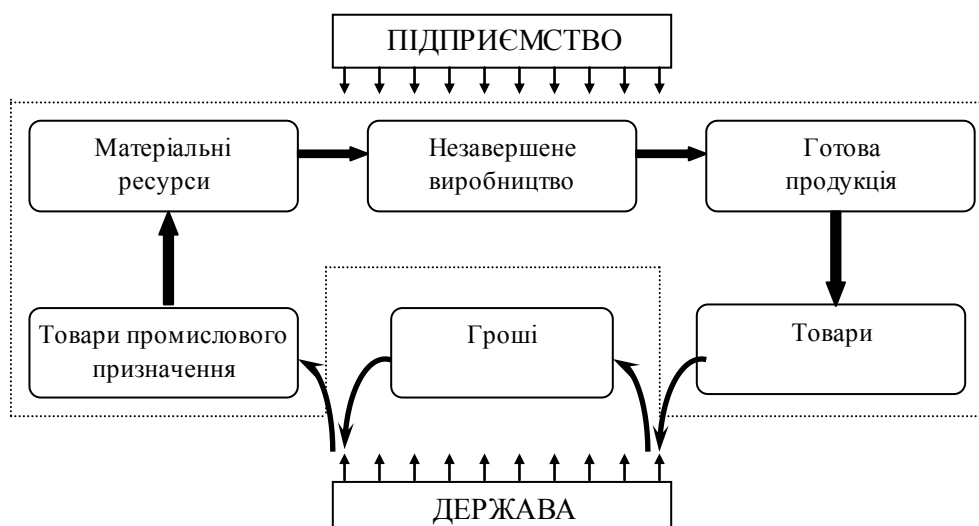 ПІДПРИЄМСТВО
Матеріальні
ресурси
Незавершене
виробництво
Готова
продукція
Товари промислового
призначення
Гроші
Товари
ДЕРЖАВА